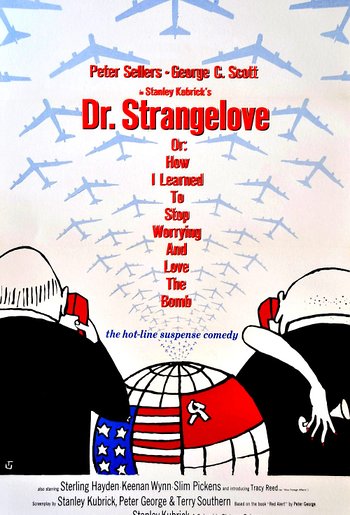 Peter Sellers · George C. Scott
in Stanley Kubrick's
Dr. Strangelove
Or:
How
I Learned
To
Stop
Worrying
And
Love
The
Bomb
the hot-line suspense comedy
also starring Sterling Hayden Keenan Wynn Slim Pickens and introducing Tracy Reed
Screenplay by Stanley Kubrick, Peter George & Terry Southern Based on the book "Red Alert" by Peter George
Stanley Kubrick